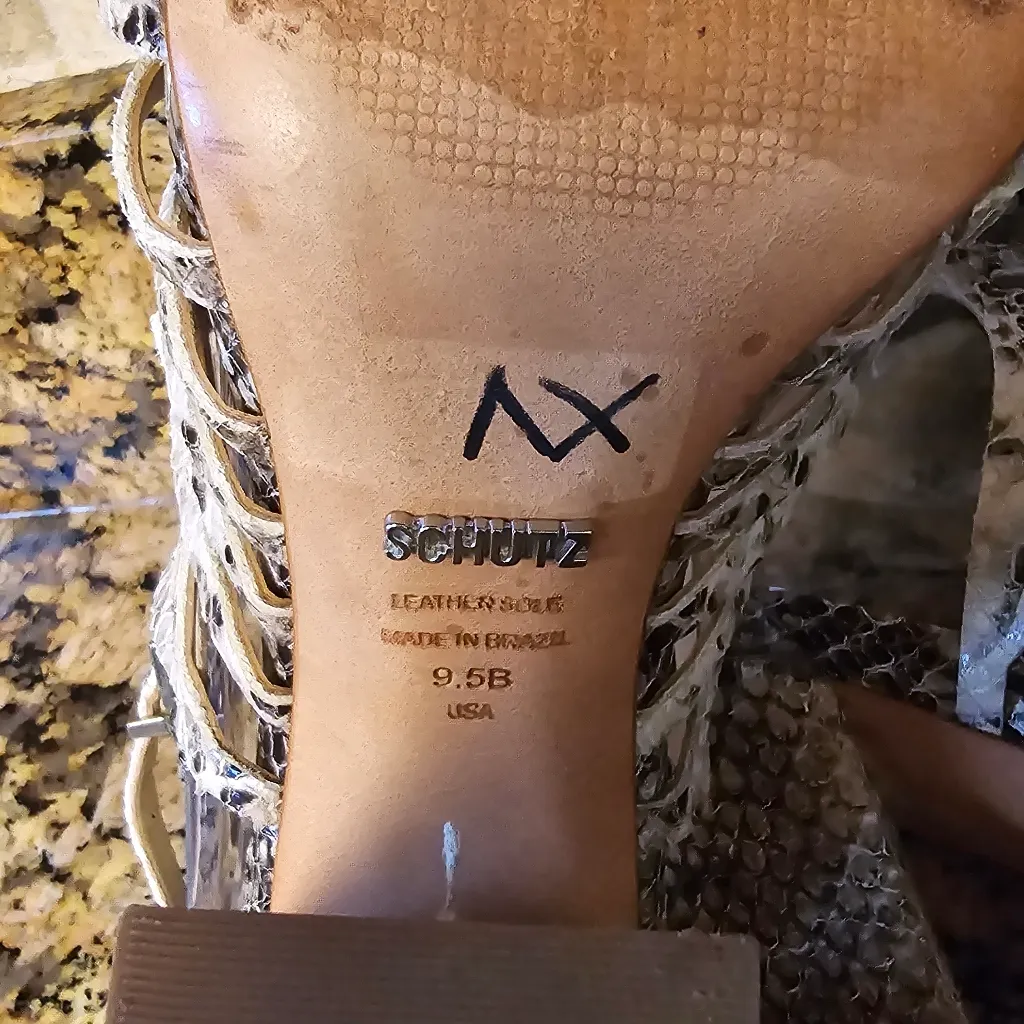 SCHUTZ
LEATHER SOLE
MADE IN BRAZIL
9.5B
USA